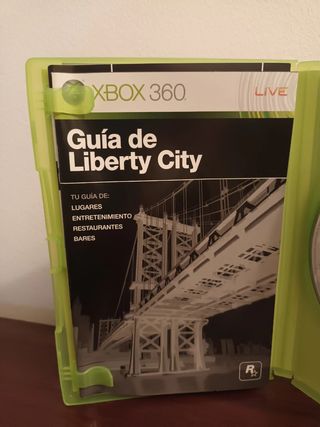 XBOX 360
LIVE
Guía de
Liberty City
TU GUÍA DE:
LUGARES
ENTRETENIMIENTO
RESTAURANTES
BARES
R